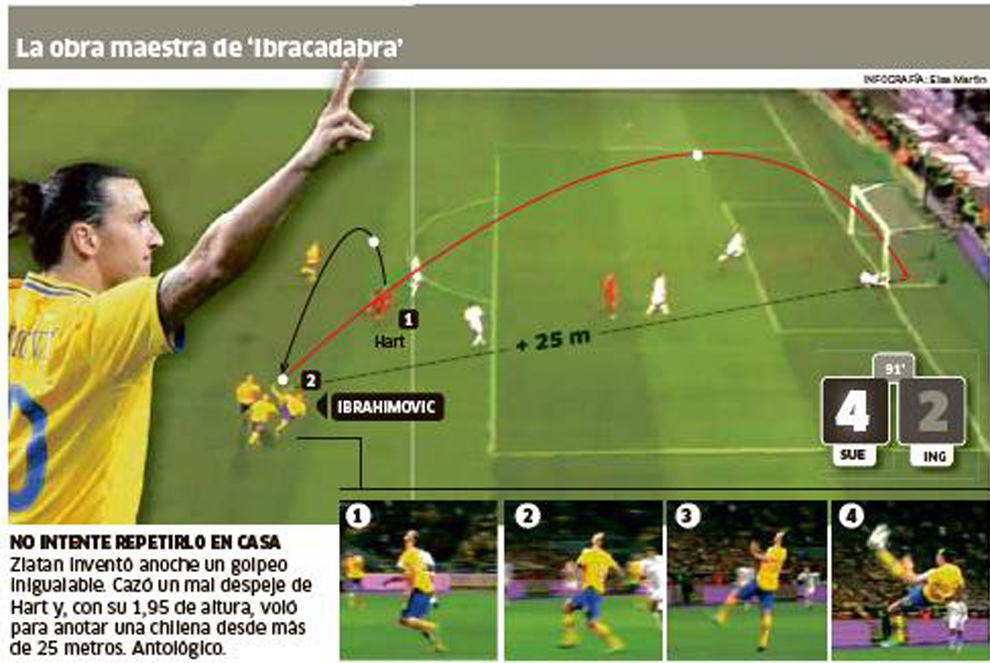 La obra maestra de ‘Ibracadabra’
INFOGRAFÍA: Elsa Martín
1
Hart
+ 25 m
2
IBRAHIMOVIC
91’
4
2
SUE
ING
NO INTENTE REPETIRLO EN CASA
Zlatan inventó anoche un golpeo
inigualable. Cazó un mal despeje de
Hart y, con su 1,95 de altura, voló
para anotar una chilena desde más
de 25 metros. Antológico.
1
2
3
4